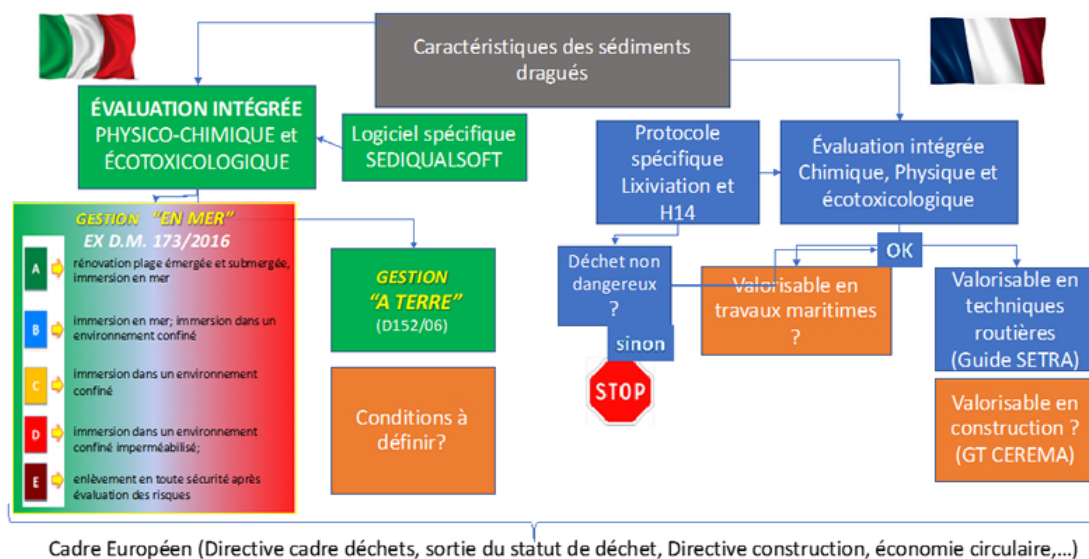 Caractéristiques des sédiments
dragués
ÉVALUATION INTÉGRÉE
PHYSICO-CHIMIQUE et
ÉCOTOXICOLOGIQUE
Logiciel spécifique
SEDIQUALSOFT
GESTION "EN MER"
EX D.M. 173/2016
A
rénovation plage émergée et submergée,
immersion en mer
B
immersion en mer; immersion dans un
environnement confiné
C
immersion dans un environnement
confiné
D
immersion dans un environnement
confiné imperméabilisé;
E
enlèvement en toute sécurité après
évaluation des risques
GESTION
"A TERRE"
(D152/06)
Conditions à
définir?
Protocole
spécifique
Lixiviation et
H14
Évaluation intégrée
Chimique, Physique et
écotoxicologique
Déchet non
dangereux
?
sinon
STOP
OK
Valorisable en
travaux maritimes
?
Valorisable en
techniques
routières
(Guide SETRA)
Valorisable en
construction ?
(GT CEREMA)
Cadre Européen (Directive cadre déchets, sortie du statut de déchet, Directive construction, économie circulaire,...)